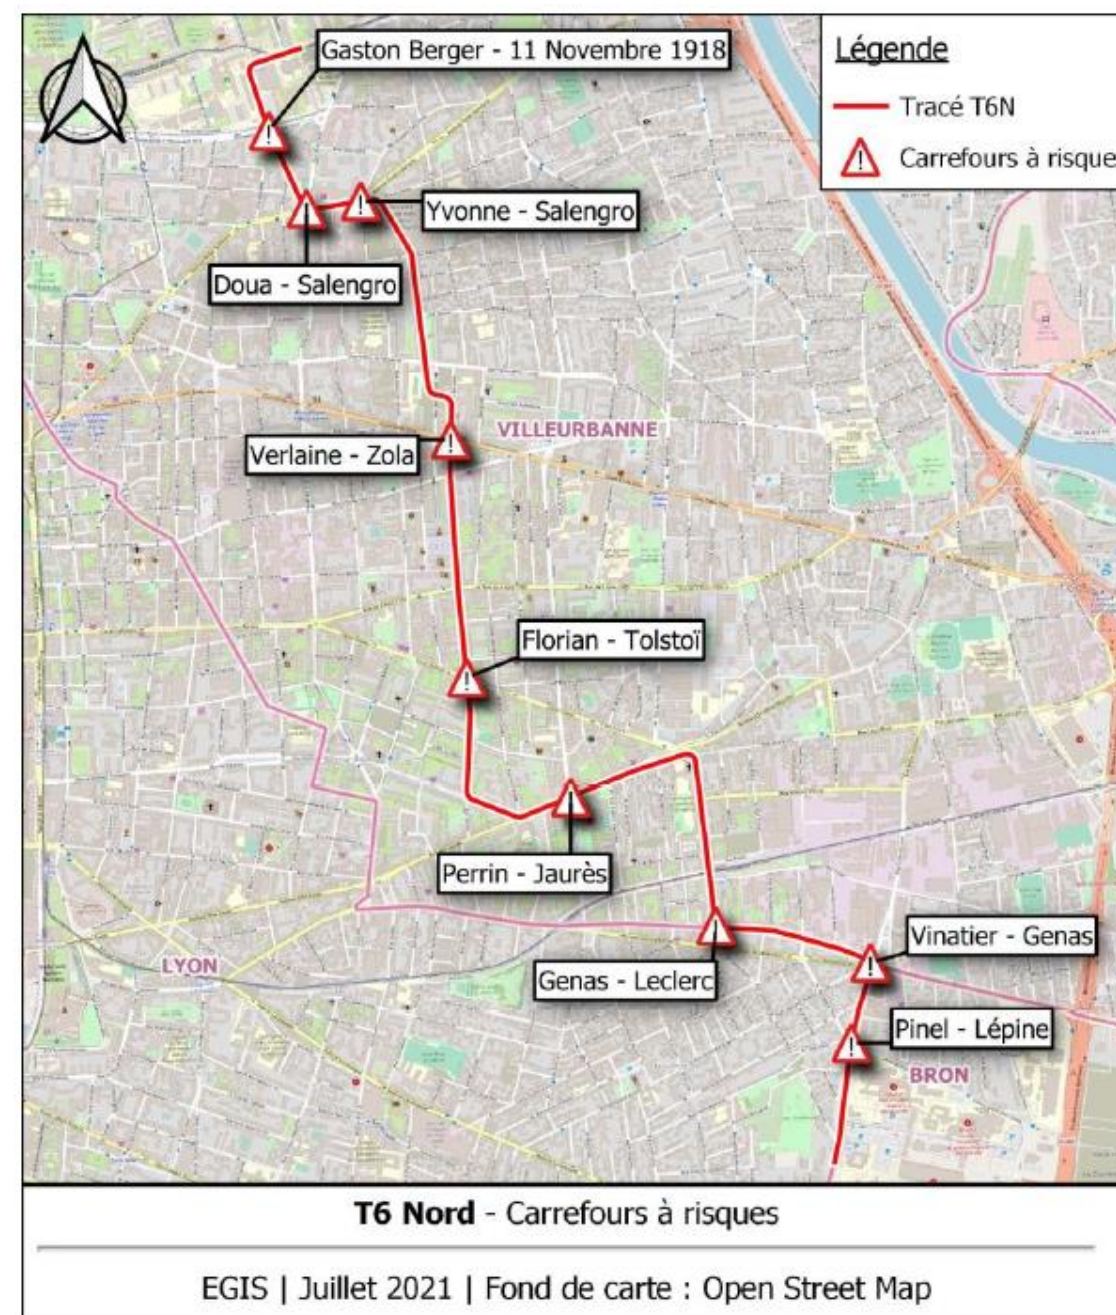 Gaston Berger - 11 Novembre 1918
Légende
Tracé T6N
Carrefours à risque
Yvonne - Salengro
Doua - Salengro
VILLEURBANNE
Verlaine - Zola
Florian - Tolstoï
Perrin - Jaurès
Vinatier - Genas
LYON
Genas - Leclerc
Pinel - Lépine
BRON
T6 Nord - Carrefours à risques
EGIS | Juillet 2021 | Fond de carte : Open Street Map